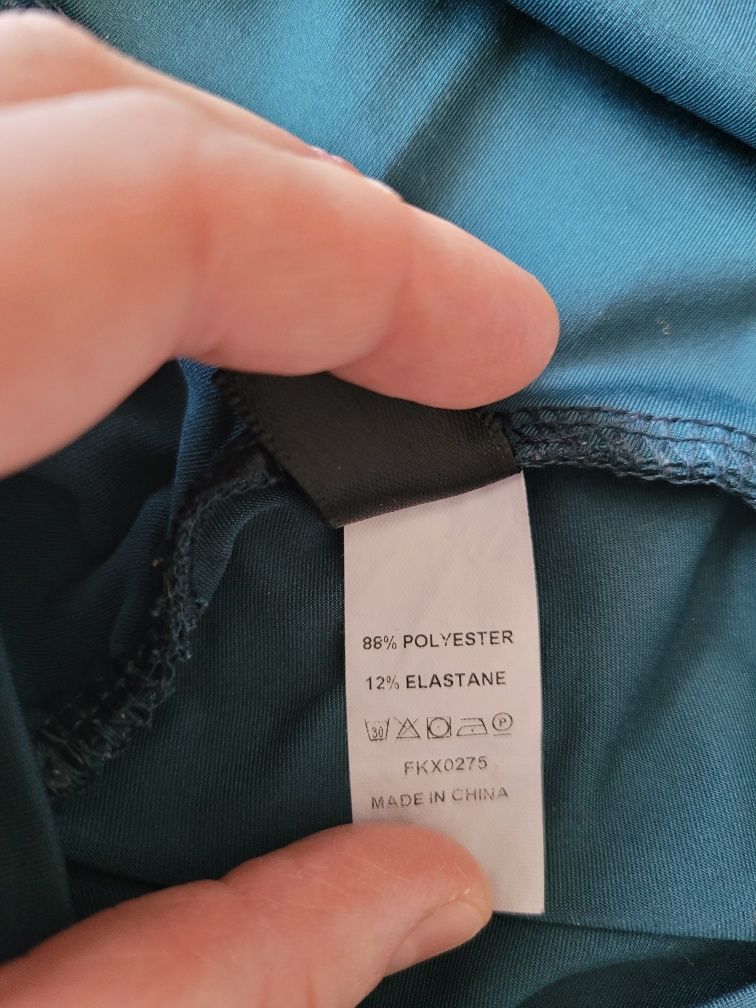 88% POLYESTER
12% ELASTANE
30 P
FKX0275
MADE IN CHINA